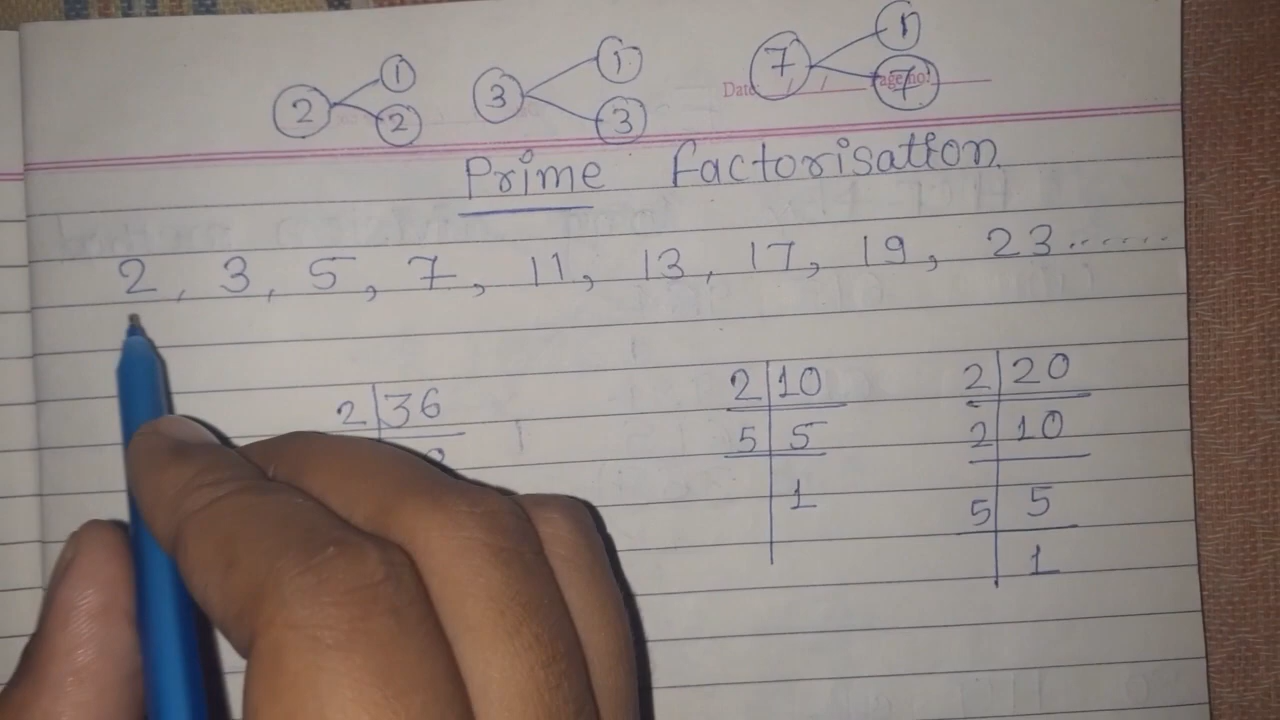 2 1 2 3 1 3 7 1 7
Date: / / Page no:
Prime factorisation
2, 3, 5, 7, 11, 13, 17, 19, 23......
2 36
2 10
5 5
1
2 20
2 10
5 5
1